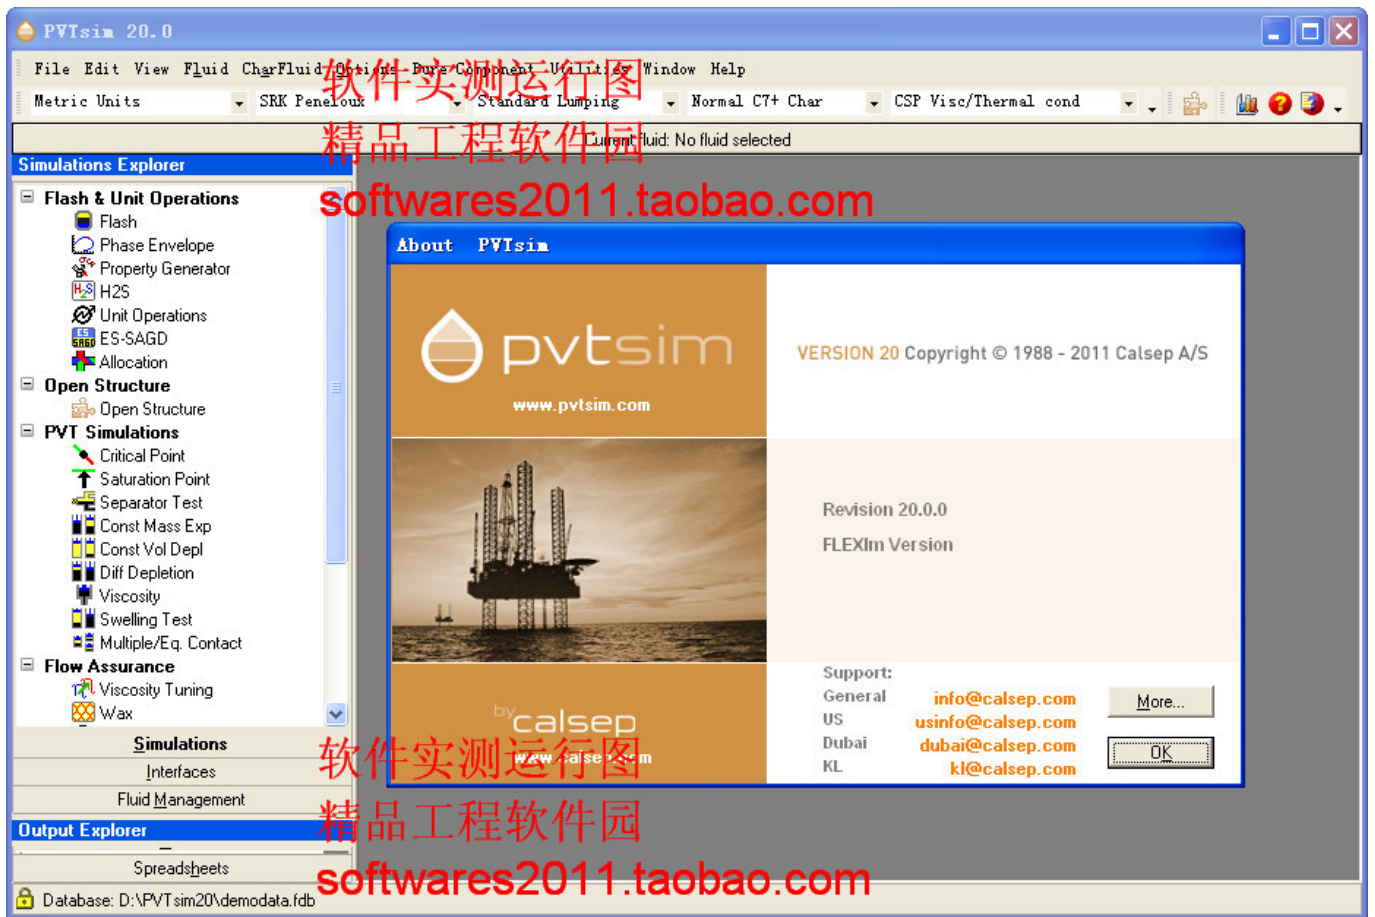 PVTsim 20.0
File Edit View Fluid CharFluid Options Pure Component Utilities Window Help
软件实测运行图
Metric Units SRK Peneloux Standard Lumping Normal C7+ Char CSP Visc/Thermal cond
精品工程软件园
Current fluid: No fluid selected
Simulations Explorer
softwares2011.taobao.com
Flash & Unit Operations
Flash
Phase Envelope
Property Generator
H2S
H2S
Unit Operations
ES SAGD
ES-SAGD
Allocation
Open Structure
Open Structure
PVT Simulations
Critical Point
Saturation Point
Separator Test
Const Mass Exp
Const Vol Depl
Diff Depletion
Viscosity
Swelling Test
Multiple/Eq. Contact
Flow Assurance
Viscosity Tuning
Wax
Simulations
Interfaces
Fluid Management
Output Explorer
Spreadsheets
Database: D:\PVTsim20\demodata.fdb
About PVTsim
pvtsim
www.pvtsim.com
VERSION 20 Copyright © 1988 - 2011 Calsep A/S
Revision 20.0.0
FLEXlm Version
by calsep
www.calsep.com
Support:
General info@calsep.com
US usinfo@calsep.com
Dubai dubai@calsep.com
KL kl@calsep.com
More...
OK
软件实测运行图
精品工程软件园
softwares2011.taobao.com